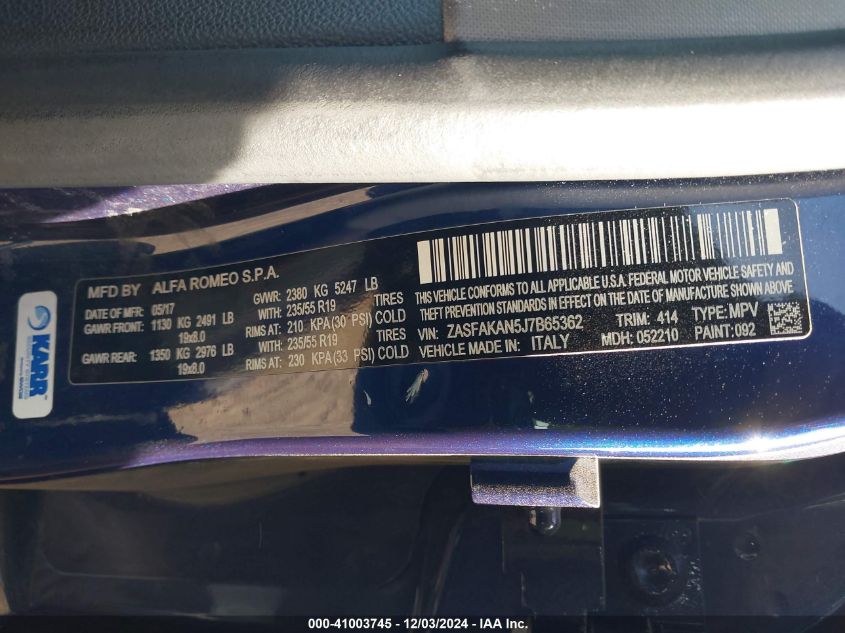 MFD BY ALFA ROMEO S.P.A.
DATE OF MFR: 05/17 GVWR: 2380 KG 5247 LB
GAWR FRONT: 1130 KG 2491 LB WITH: 235/55 R19 TIRES
19x8.0 RIMS AT: 210 KPA (30 PSI) COLD
GAWR REAR: 1350 KG 2976 LB WITH: 235/55 R19 TIRES
19x8.0 RIMS AT: 230 KPA (33 PSI) COLD
THIS VEHICLE CONFORMS TO ALL APPLICABLE U.S.A. FEDERAL MOTOR VEHICLE SAFETY AND
THEFT PREVENTION STANDARDS IN EFFECT ON THE DATE OF MANUFACTURE SHOWN ABOVE
VIN: ZASFAKAN5J7B65362 TRIM: 414 TYPE: MPV
VEHICLE MADE IN: ITALY MDH: 052210 PAINT: 092
KARR
000-41003745 - 12/03/2024 - IAA Inc.